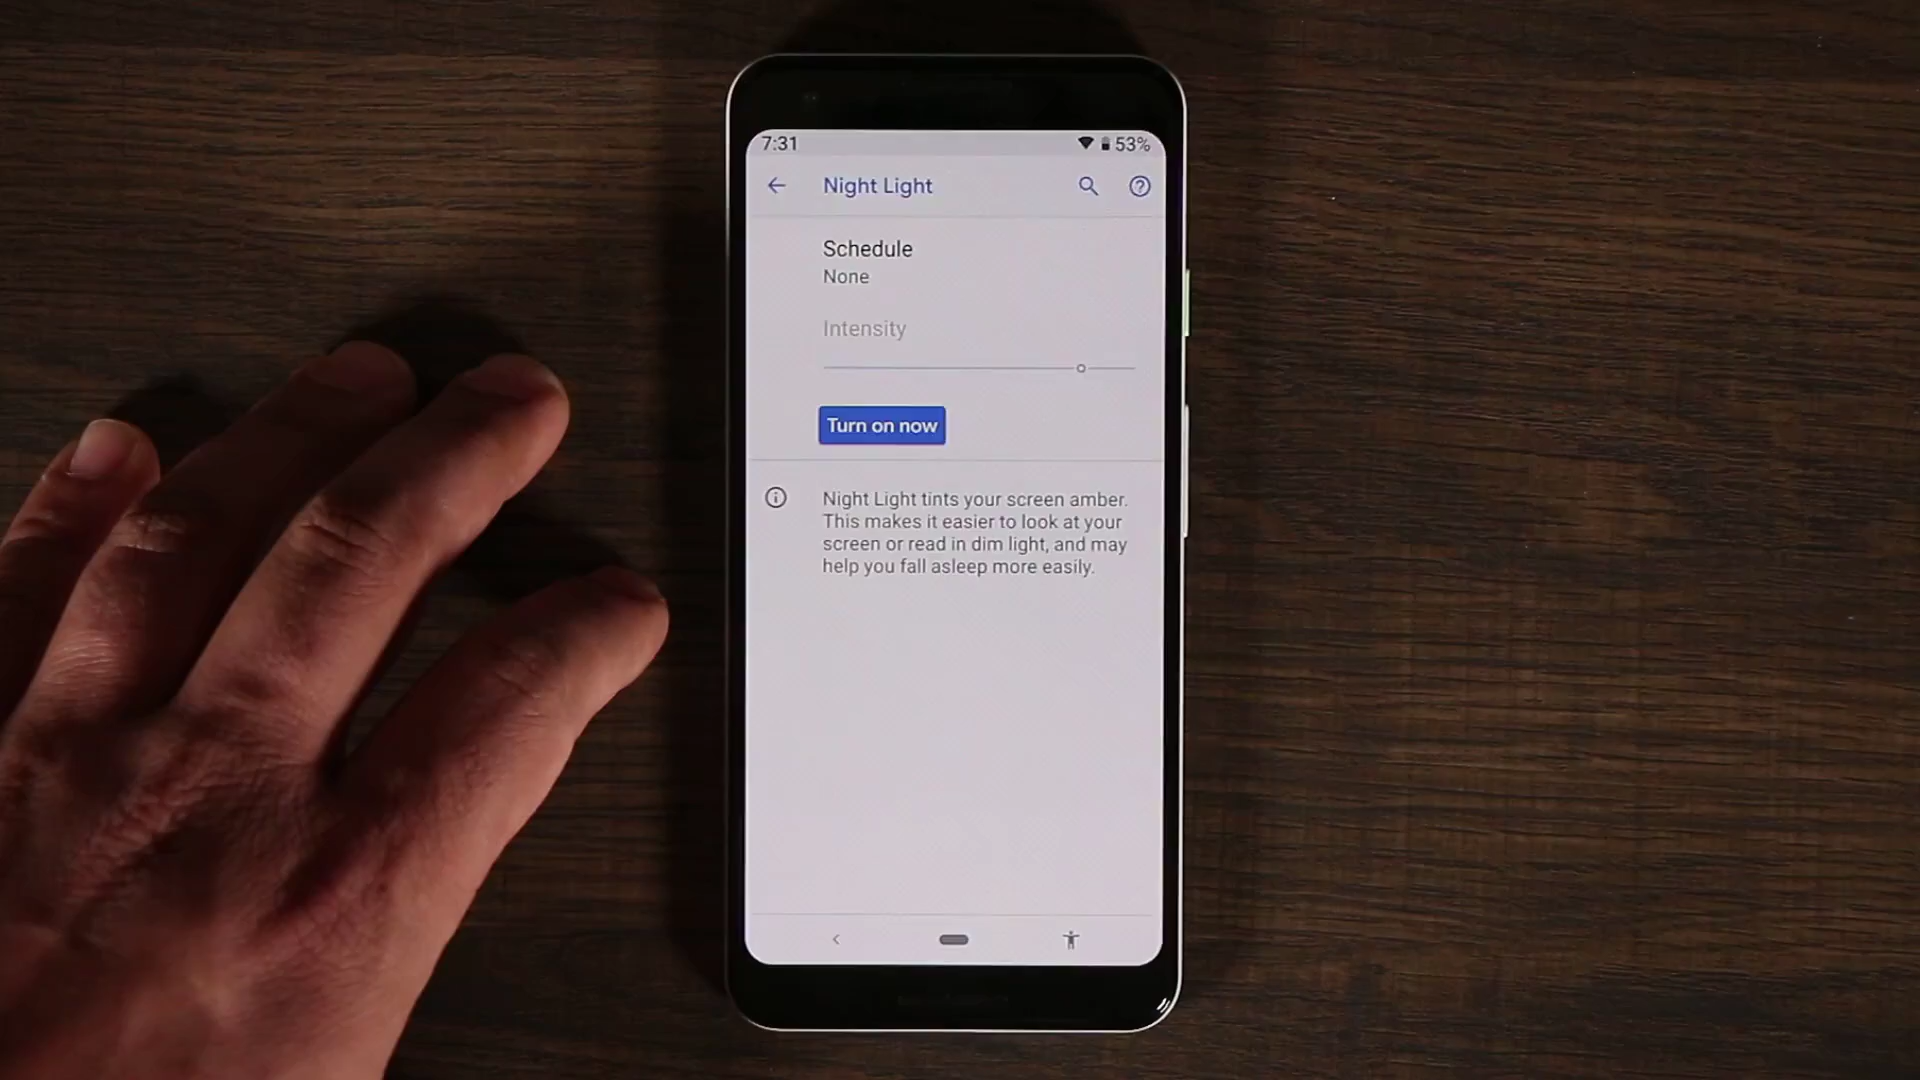 7:31 53%
Night Light
Schedule
None
Intensity
Turn on now
Night Light tints your screen amber.
This makes it easier to look at your
screen or read in dim light, and may
help you fall asleep more easily.